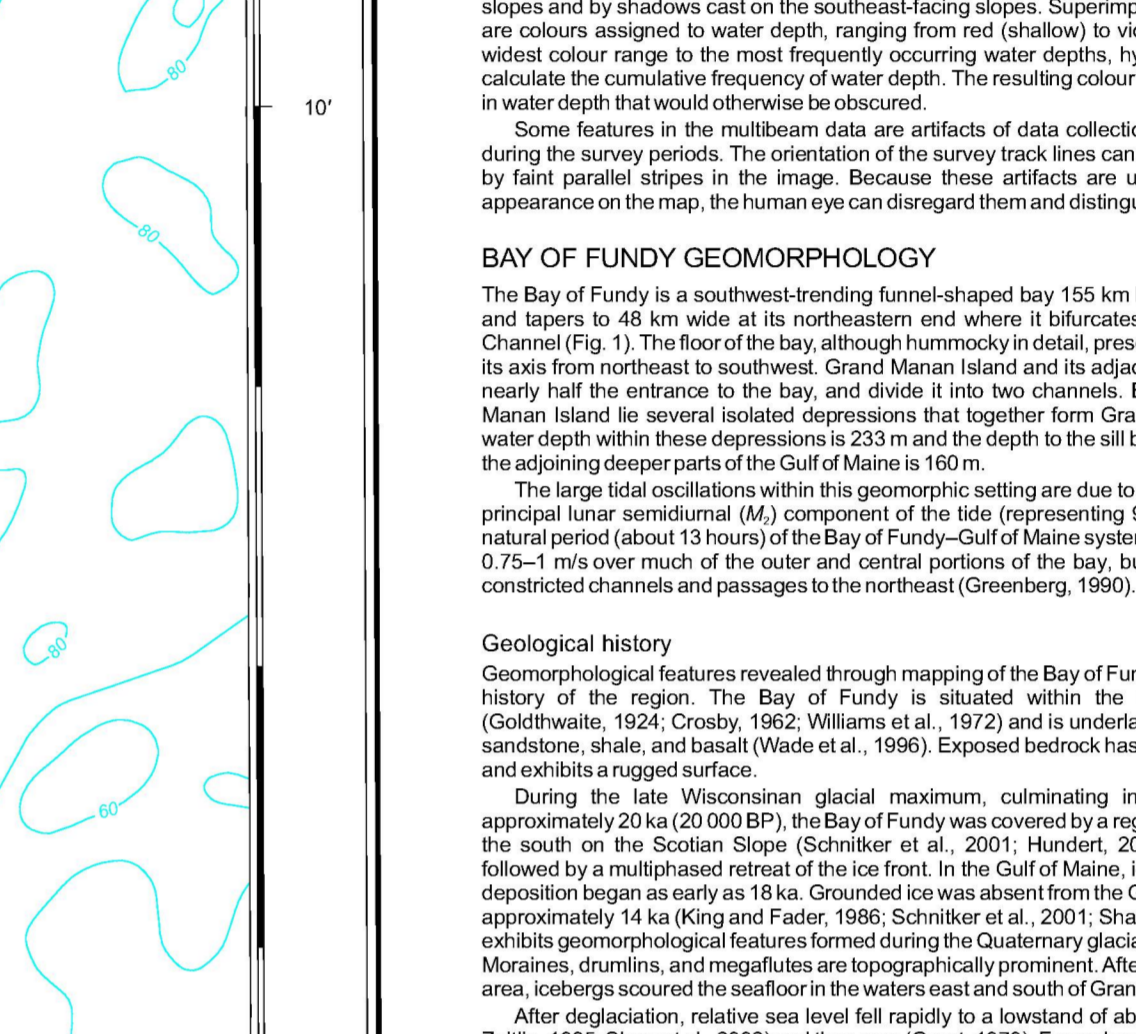 80
10′
80
80
60
slopes and by shadows cast on the southeast-facing slopes.
are colours assigned to water depth, ranging from red (shallow) to
widest colour range to the most frequently occurring water depths,
calculate the cumulative frequency of water depth. The resulting colour
in water depth that would otherwise be obscured.
Some features in the multibeam data are artifacts of data
during the survey periods. The orientation of the survey track lines can
by faint parallel stripes in the image. Because these artifacts are
appearance on the map, the human eye can disregard them and
BAY OF FUNDY GEOMORPHOLOGY
The Bay of Fundy is a southwest-trending funnel-shaped bay 155 km
and tapers to 48 km wide at its northeastern end where it bifurcates
Channel (Fig. 1). The floor of the bay, although hummocky in detail,
its axis from northeast to southwest. Grand Manan Island and its
nearly half the entrance to the bay, and divide it into two channels.
Manan Island lie several isolated depressions that together form
water depth within these depressions is 233 m and the depth to the sill
the adjoining deeper parts of the Gulf of Maine is 160 m.
The large tidal oscillations within this geomorphic setting are due to
principal lunar semidiurnal (M₂) component of the tide (representing
natural period (about 13 hours) of the Bay of Fundy–Gulf of Maine
0.75–1 m/s over much of the outer and central portions of the bay,
constricted channels and passages to the northeast (Greenberg, 1990).
Geological history
Geomorphological features revealed through mapping of the Bay of
history of the region. The Bay of Fundy is situated within the
(Goldthwaite, 1924; Crosby, 1962; Williams et al., 1972) and is
sandstone, shale, and basalt (Wade et al., 1996). Exposed bedrock has
and exhibits a rugged surface.
During the late Wisconsinan glacial maximum, culminating in
approximately 20 ka (20 000 BP), the Bay of Fundy was covered by a
the south on the Scotian Slope (Schnitker et al., 2001; Hundert,
followed by a multiphased retreat of the ice front. In the Gulf of Maine,
deposition began as early as 18 ka. Grounded ice was absent from the
approximately 14 ka (King and Fader, 1986; Schnitker et al., 2001;
exhibits geomorphological features formed during the Quaternary
Moraines, drumlins, and megaflutes are topographically prominent.
area, icebergs scoured the seafloor in the waters east and south of
After deglaciation, relative sea level fell rapidly to a lowstand of